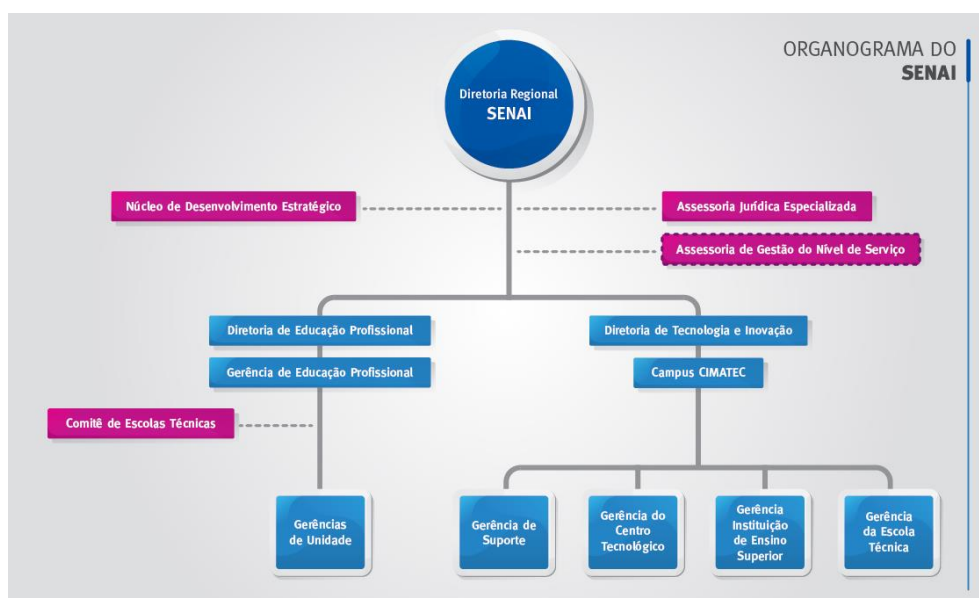 ORGANOGRAMA DO
SENAI
Diretoria Regional
SENAI
Núcleo de Desenvolvimento Estratégico
Assessoria Jurídica Especializada
Assessoria de Gestão do Nível de Serviço
Diretoria de Educação Profissional
Diretoria de Tecnologia e Inovação
Gerência de Educação Profissional
Campus CIMATEC
Comitê de Escolas Técnicas
Gerências
de Unidade
Gerência de
Suporte
Gerência do
Centro
Tecnológico
Gerência
Instituição
de Ensino
Superior
Gerência
da Escola
Técnica